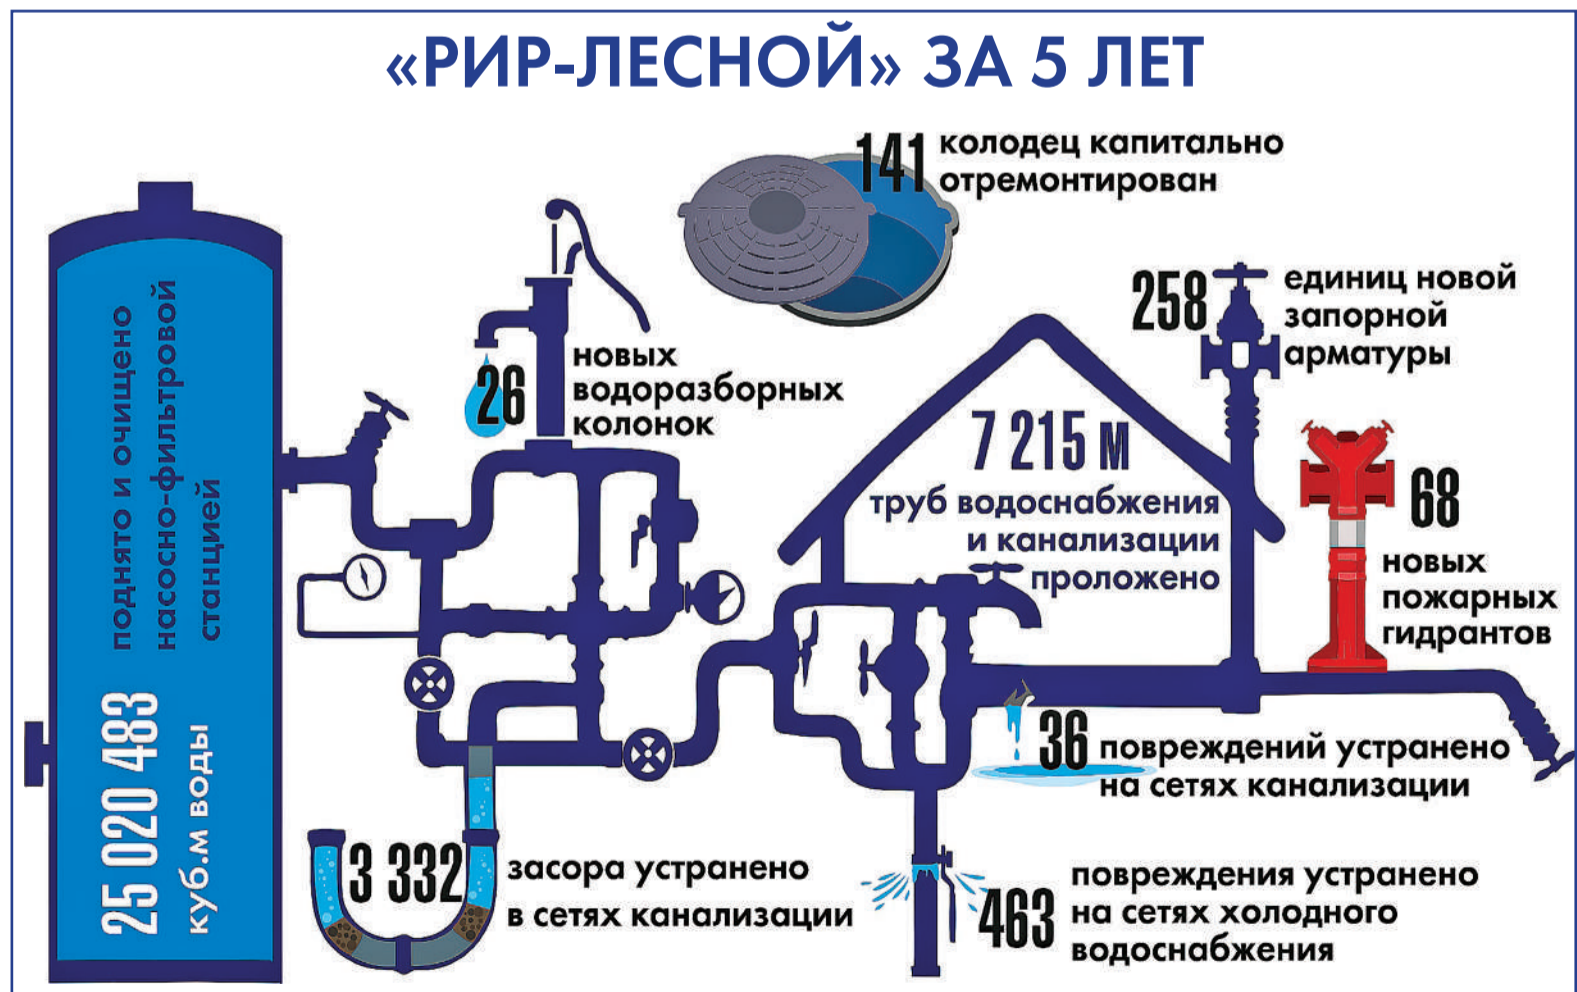 «РИР-ЛЕСНОЙ» ЗА 5 ЛЕТ
141 колодец капитально
отремонтирован
258 единиц новой
запорной
арматуры
26 новых
водоразборных
колонок
7 215 м
труб водоснабжения
и канализации
проложено
68
новых
пожарных
гидрантов
поднято и очищено
насосно-фильтровой
станцией
25 020 483
куб.м воды
36 повреждений устранено
на сетях канализации
3 332 засора устранено
в сетях канализации
463 повреждения устранено
на сетях холодного
водоснабжения